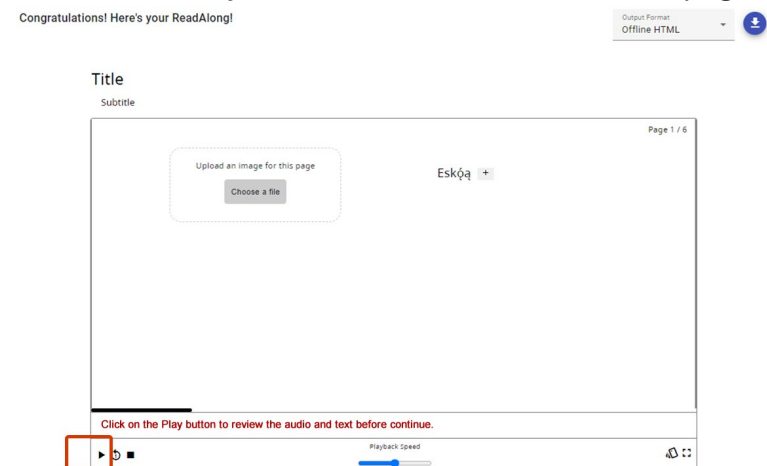 Congratulations! Here's your ReadAlong!
Output Format
Offline HTML
Title
Subtitle
Page 1 / 6
Upload an image for this page
Choose a file
Eskǫ́ą +
Click on the Play button to review the audio and text before continue.
Playback Speed